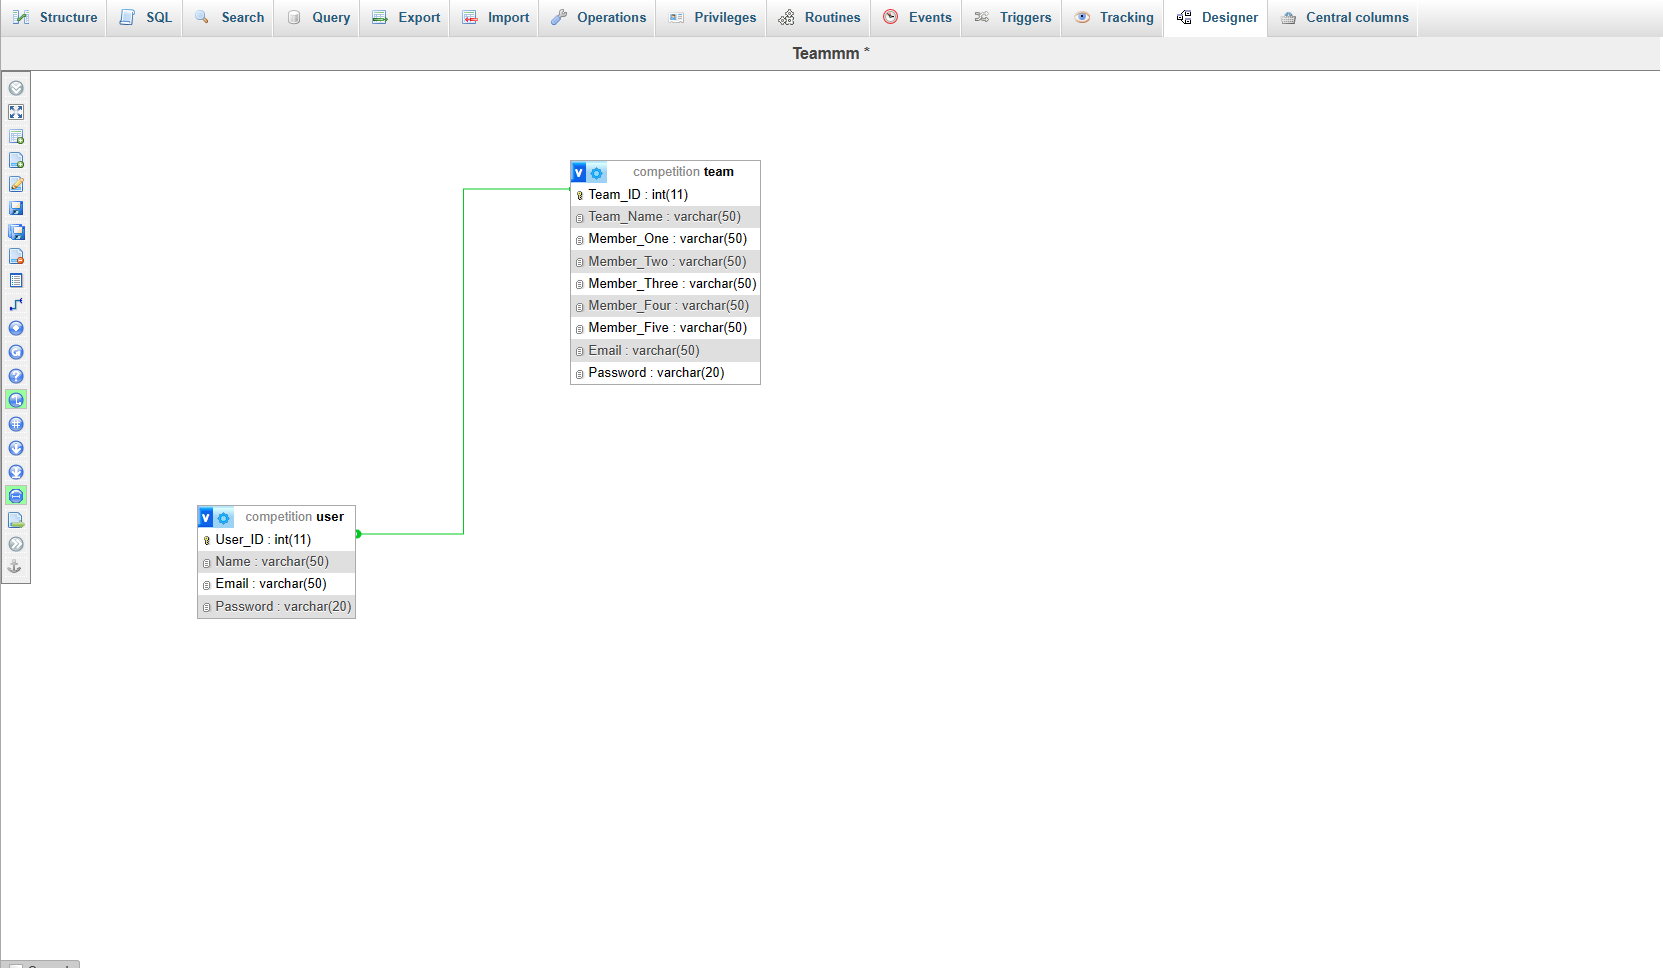 Structure SQL Search Query Export Import Operations Privileges Routines Events Triggers Tracking Designer Central columns
Teammm *
v competition team
Team_ID : int(11)
Team_Name : varchar(50)
Member_One : varchar(50)
Member_Two : varchar(50)
Member_Three : varchar(50)
Member_Four : varchar(50)
Member_Five : varchar(50)
Email : varchar(50)
Password : varchar(20)
v competition user
User_ID : int(11)
Name : varchar(50)
Email : varchar(50)
Password : varchar(20)